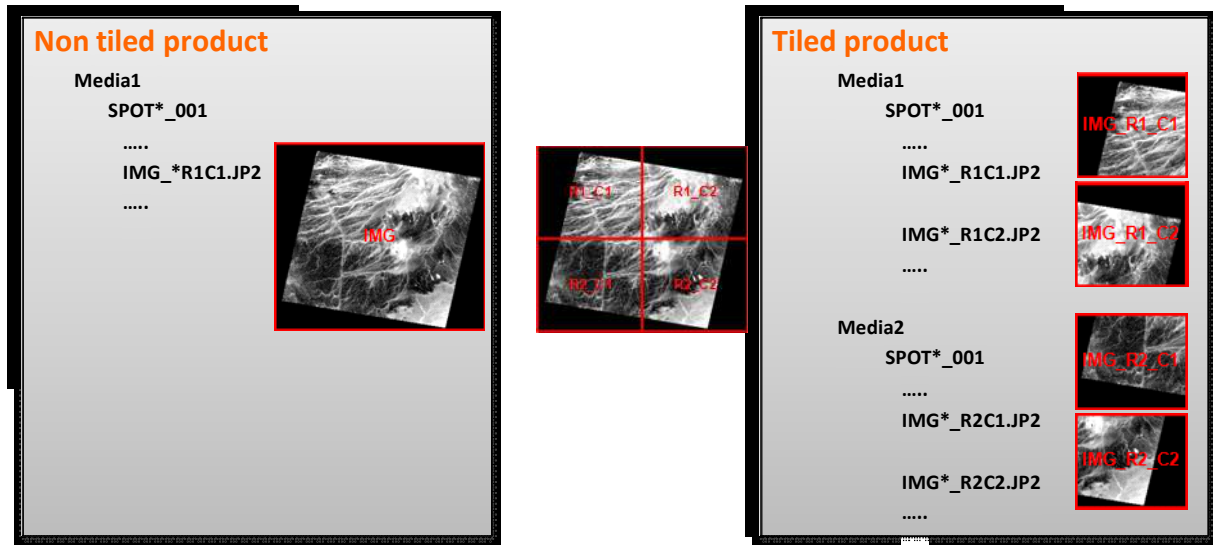 Non tiled product
Media1
SPOT*_001
…..
IMG_*R1C1.JP2
…..
IMG
R1_C1
R1_C2
R2_C1
R2_C2
Tiled product
Media1
SPOT*_001
…..
IMG*_R1C1.JP2
IMG_R1_C1
IMG*_R1C2.JP2
IMG_R1_C2
…..
Media2
SPOT*_001
…..
IMG_R2_C1
IMG*_R2C1.JP2
IMG_R2_C2
IMG*_R2C2.JP2
…..